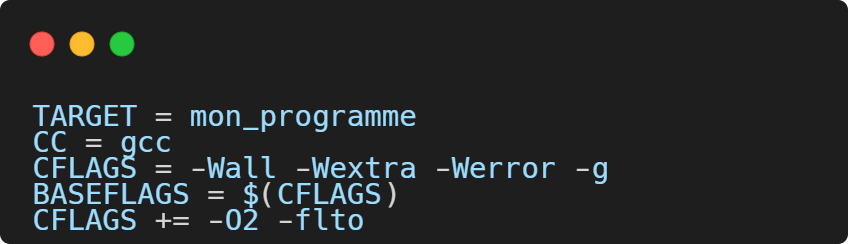 TARGET = mon_programme
CC = gcc
CFLAGS = -Wall -Wextra -Werror -g
BASEFLAGS = $(CFLAGS)
CFLAGS += -O2 -flto